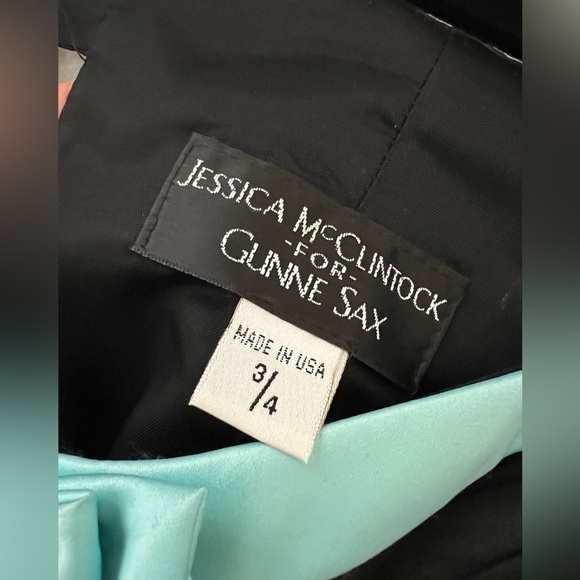 JESSICA MCCLINTOCK
-FOR-
GUNNE SAX
MADE IN USA
3/4